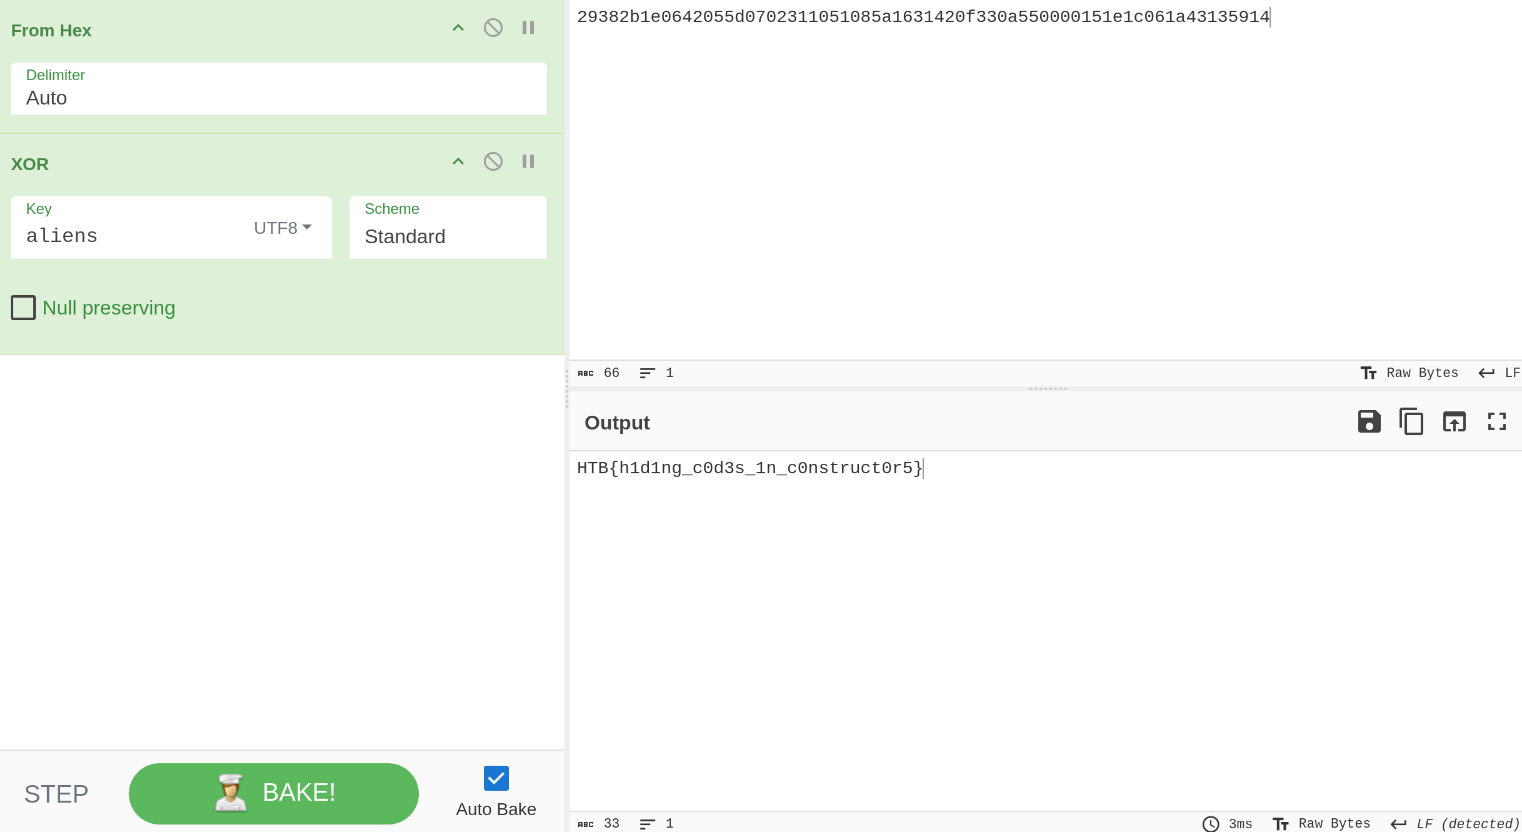 From Hex
Delimiter
Auto
XOR
Key
aliens
UTF8
Scheme
Standard
Null preserving
STEP
BAKE!
Auto Bake
29382b1e0642055d0702311051085a1631420f330a550000151e1c061a43135914
ABC 66 1 Raw Bytes LF
Output
HTB{h1d1ng_c0d3s_1n_c0nstruct0r5}
ABC 33 1 3ms Raw Bytes LF (detected)